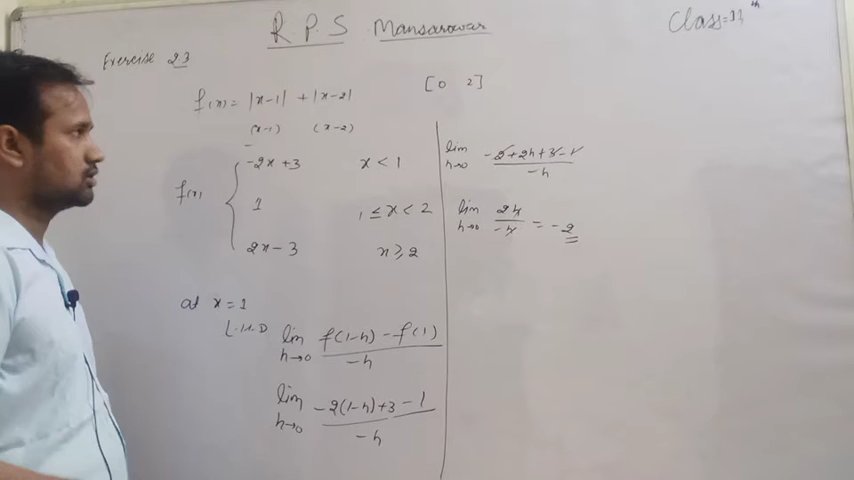 R P S Mansarowar
Class = 11th
Exercise 23
f(x) = |x-1| + |x-2| [0 2]
(x-1) (x-2)
f(x) { -2x+3 x < 1
1 1 ≤ x < 2
2x-3 x ≥ 2
at x = 1
L.H.D lim h→0 f(1-h) - f(1) / -h
lim h→0 -2(1-h)+3-1 / -h
lim h→0 -2+2h+3-1 / -h
lim h→0 2h / -h = -2